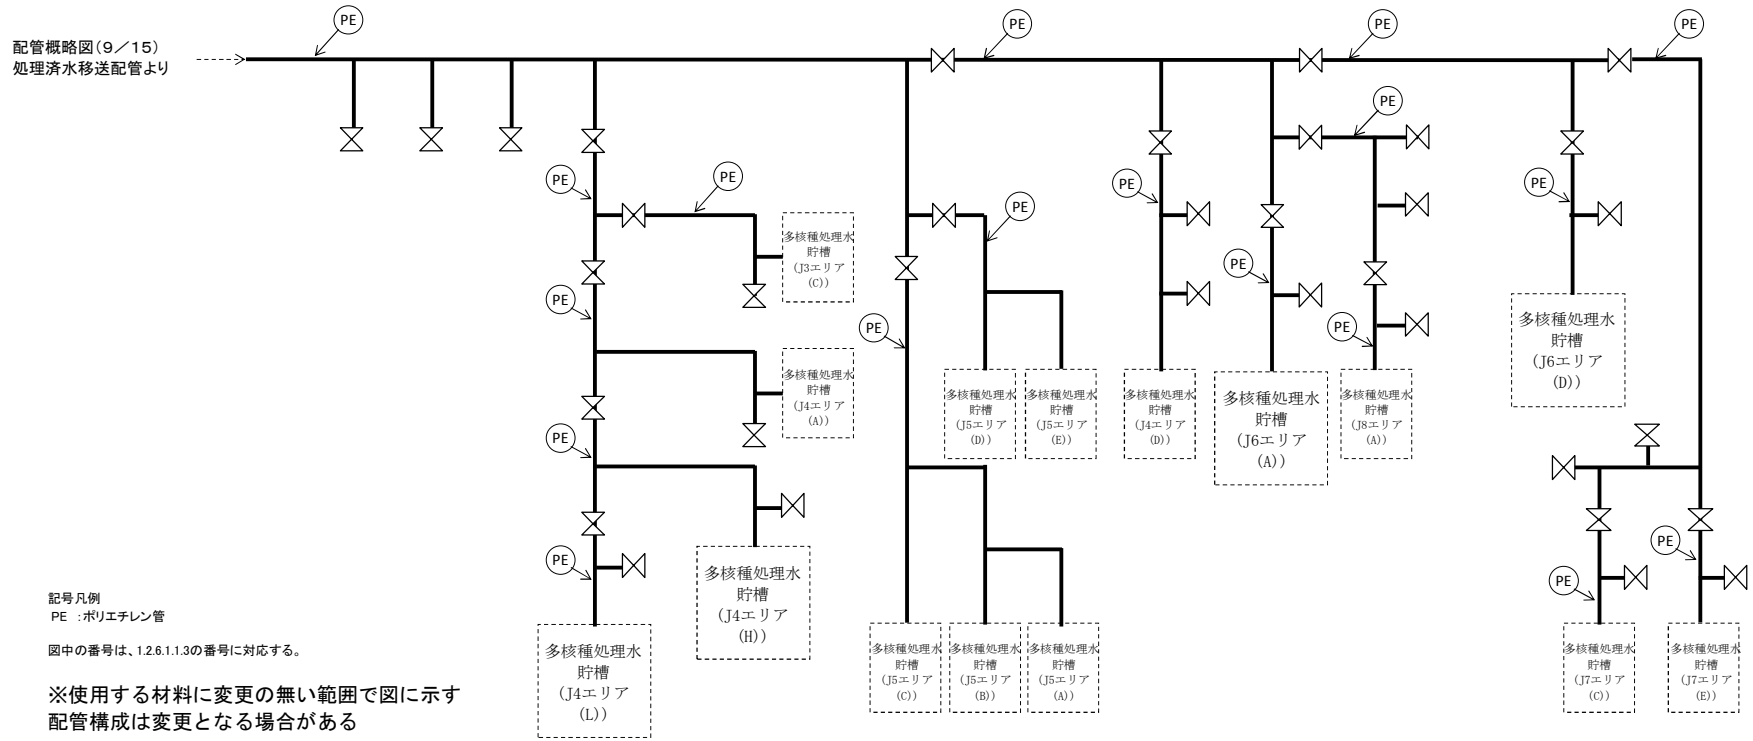 PE
PE
PE
PE
配管概略図(9／15)
処理済水移送配管より
PE
PE
PE
PE
PE
PE
多核種処理水
貯槽
(J3エリア
(C))
PE
PE
PE
PE
多核種処理水
貯槽
(J6エリア
(D))
多核種処理水
貯槽
(J4エリア
(A))
多核種処理水
貯槽
(J5エリア
(D))
多核種処理水
貯槽
(J5エリア
(E))
多核種処理水
貯槽
(J4エリア
(D))
多核種処理水
貯槽
(J6エリア
(A))
多核種処理水
貯槽
(J8エリア
(A))
PE
PE
PE
PE
多核種処理水
貯槽
(J4エリア
(H))
記号凡例
PE ：ポリエチレン管
図中の番号は、1.2.6.1.1.3の番号に対応する。
※使用する材料に変更の無い範囲で図に示す
配管構成は変更となる場合がある
多核種処理水
貯槽
(J4エリア
(L))
多核種処理水
貯槽
(J5エリア
(C))
多核種処理水
貯槽
(J5エリア
(B))
多核種処理水
貯槽
(J5エリア
(A))
多核種処理水
貯槽
(J7エリア
(C))
多核種処理水
貯槽
(J7エリア
(E))